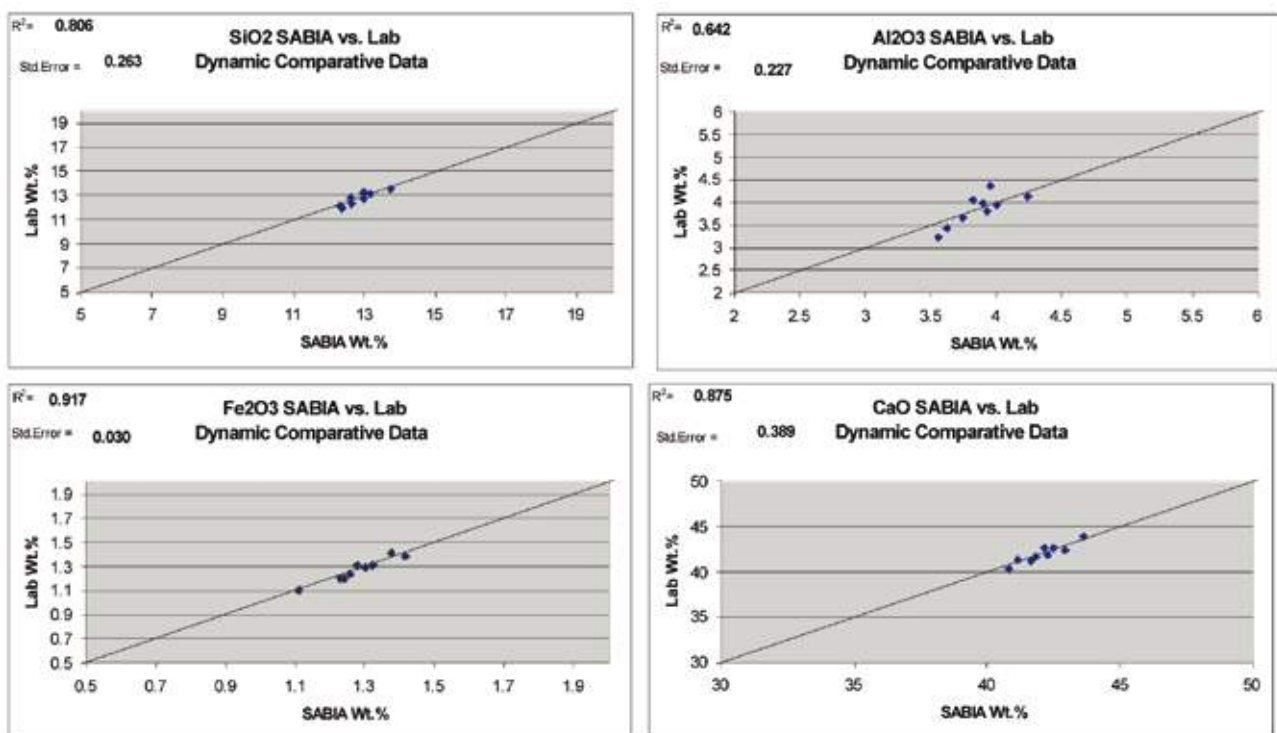 R²= 0.806
SiO2 SABIA vs. Lab
Std.Error = 0.263
Dynamic Comparative Data
Lab Wt.%
19
17
15
13
11
9
7
5
5 7 9 11 13 15 17 19
SABIA Wt.%
R²= 0.642
Al2O3 SABIA vs. Lab
Std.Error = 0.227
Dynamic Comparative Data
Lab Wt.%
6
5.5
5
4.5
4
3.5
3
2.5
2
2 2.5 3 3.5 4 4.5 5 5.5 6
SABIA Wt.%
R²= 0.917
Fe2O3 SABIA vs. Lab
Std.Error = 0.030
Dynamic Comparative Data
Lab Wt.%
1.9
1.7
1.5
1.3
1.1
0.9
0.7
0.5
0.5 0.7 0.9 1.1 1.3 1.5 1.7 1.9
SABIA Wt.%
R²= 0.875
CaO SABIA vs. Lab
Std.Error = 0.389
Dynamic Comparative Data
Lab Wt.%
50
45
40
35
30
30 35 40 45 50
SABIA Wt.%